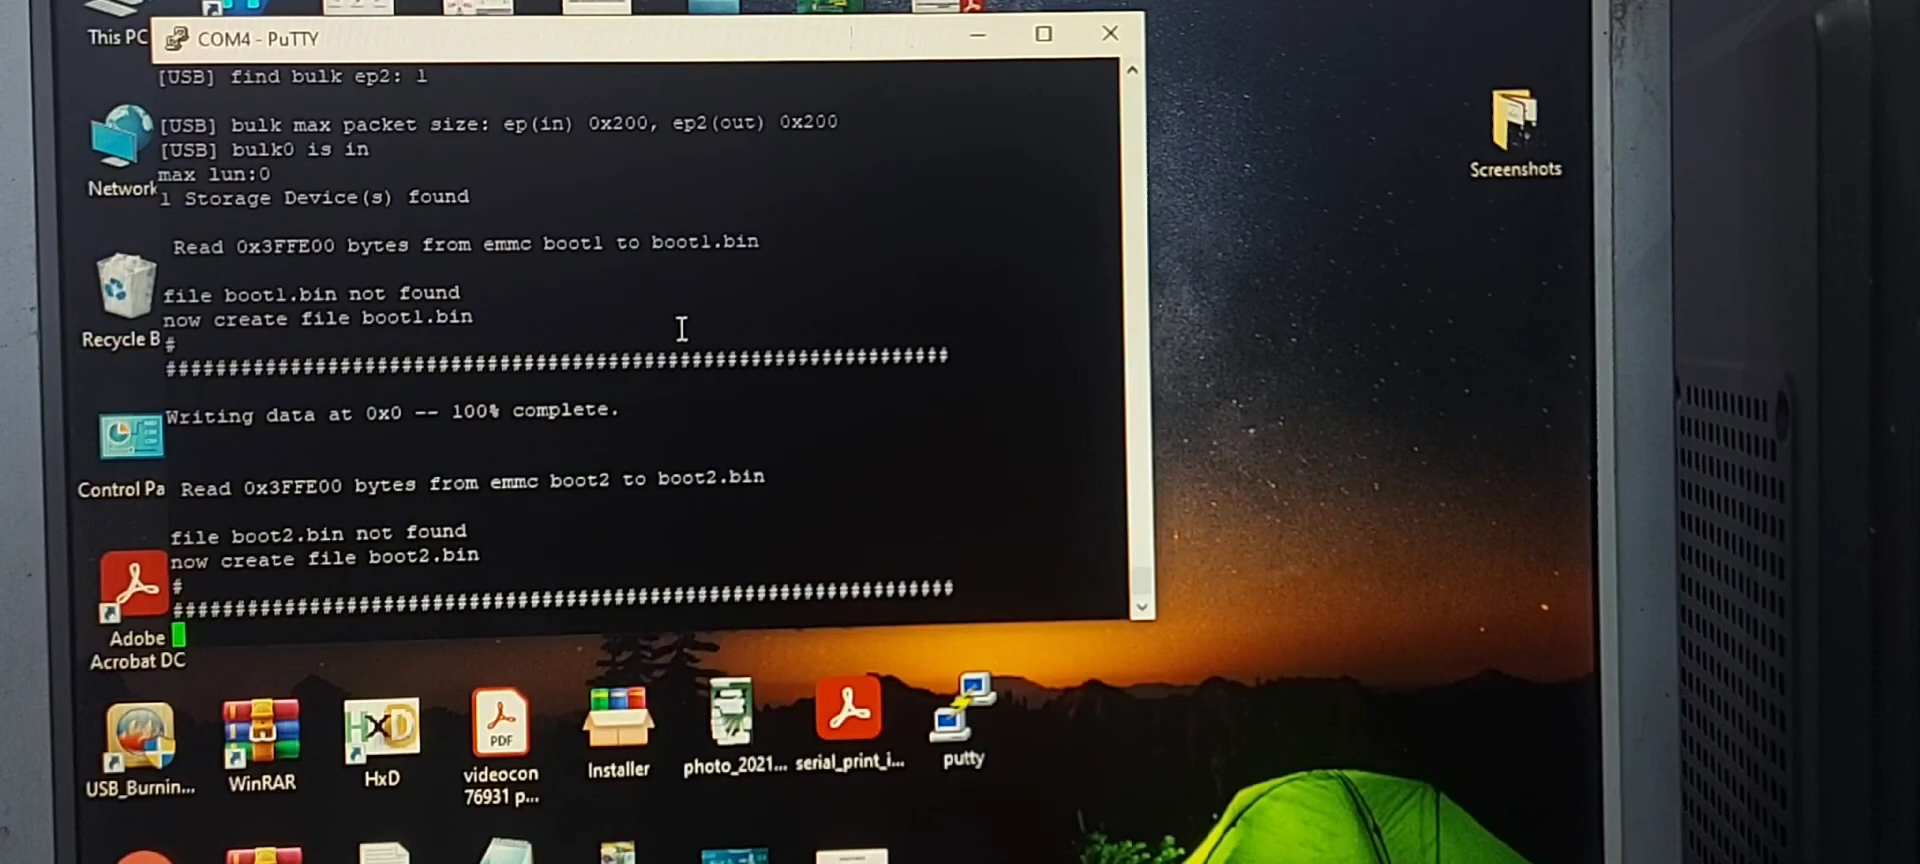 This PC
COM4 - PuTTY
[USB] find bulk ep2: 1
[USB] bulk max packet size: ep(in) 0x200, ep2(out) 0x200
[USB] bulk0 is in
max lun:0
1 Storage Device(s) found
Read 0x3FFE00 bytes from emmc boot1 to boot1.bin
file boot1.bin not found
now create file boot1.bin
#
################################################################
Writing data at 0x0 -- 100% complete.
Read 0x3FFE00 bytes from emmc boot2 to boot2.bin
file boot2.bin not found
now create file boot2.bin
#
################################################################
Network
Recycle B
Control Pa
Adobe
Acrobat DC
Screenshots
USB_Burnin...
WinRAR
HxD
HxD
PDF
videocon
76931 p...
Installer
photo_2021...
serial_print_i...
putty